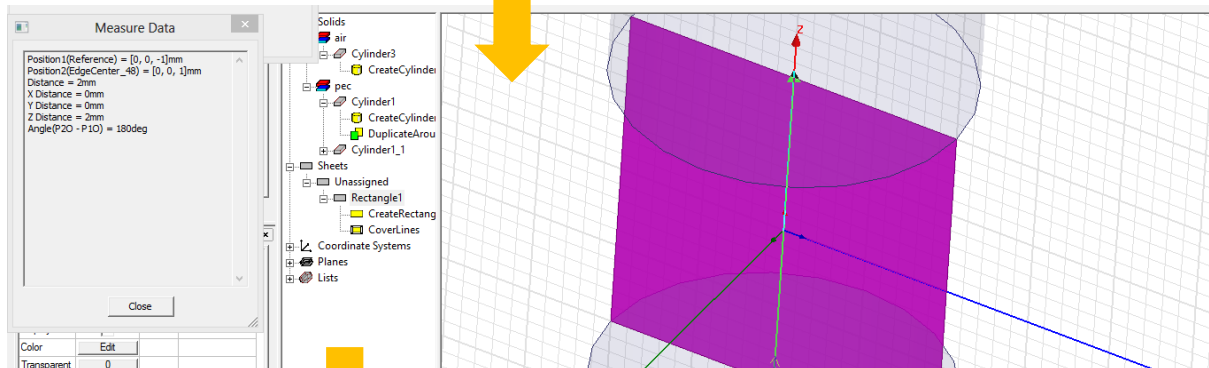 Measure Data
Position1(Reference) = [0, 0, -1]mm
Position2(EdgeCenter_48) = [0, 0, 1]mm
Distance = 2mm
X Distance = 0mm
Y Distance = 0mm
Z Distance = 2mm
Angle(P2O - P1O) = 180deg
Close
Color
Edit
Transparent
0
Solids
air
Cylinder3
CreateCylinder
pec
Cylinder1
CreateCylinder
DuplicateArou
Cylinder1_1
Sheets
Unassigned
Rectangle1
CreateRectang
CoverLines
Coordinate Systems
Planes
Lists
Z